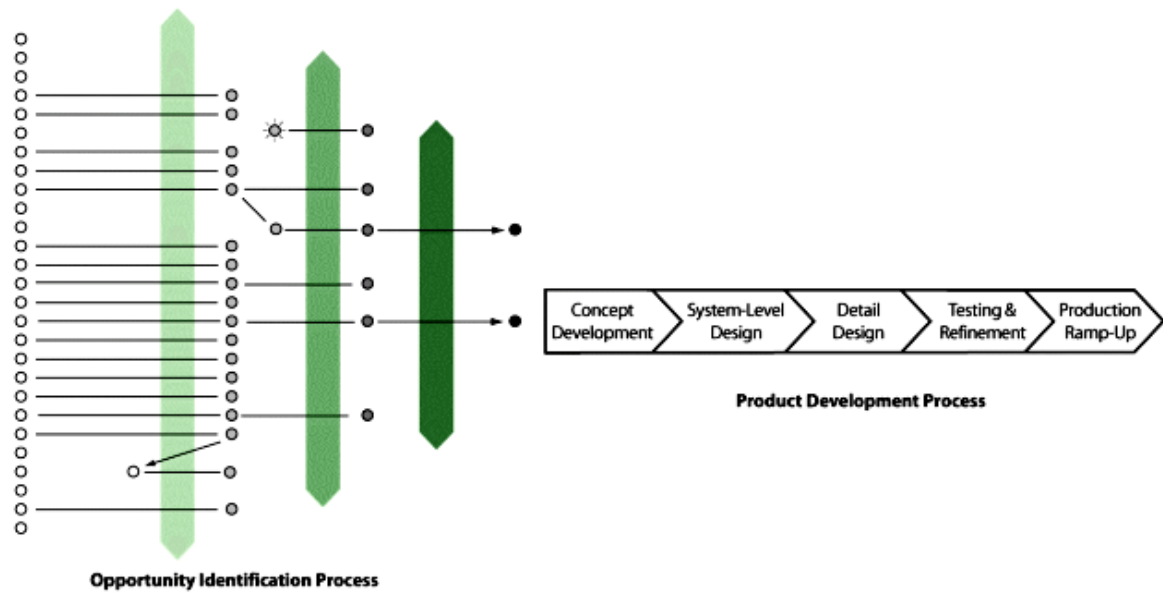 Concept
Development
System-Level
Design
Detail
Design
Testing &
Refinement
Production
Ramp-Up
Product Development Process
Opportunity Identification Process